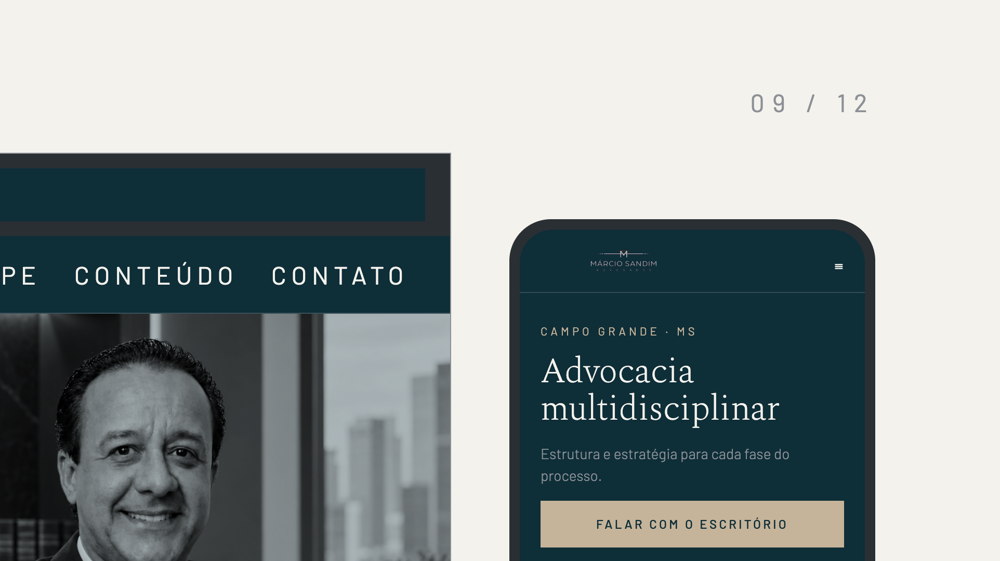 09 / 12
PE CONTEÚDO CONTATO
M
MÁRCIO SANDIM
ADVOGADOS
CAMPO GRANDE · MS
Advocacia
multidisciplinar
Estrutura e estratégia para cada fase do
processo.
FALAR COM O ESCRITÓRIO